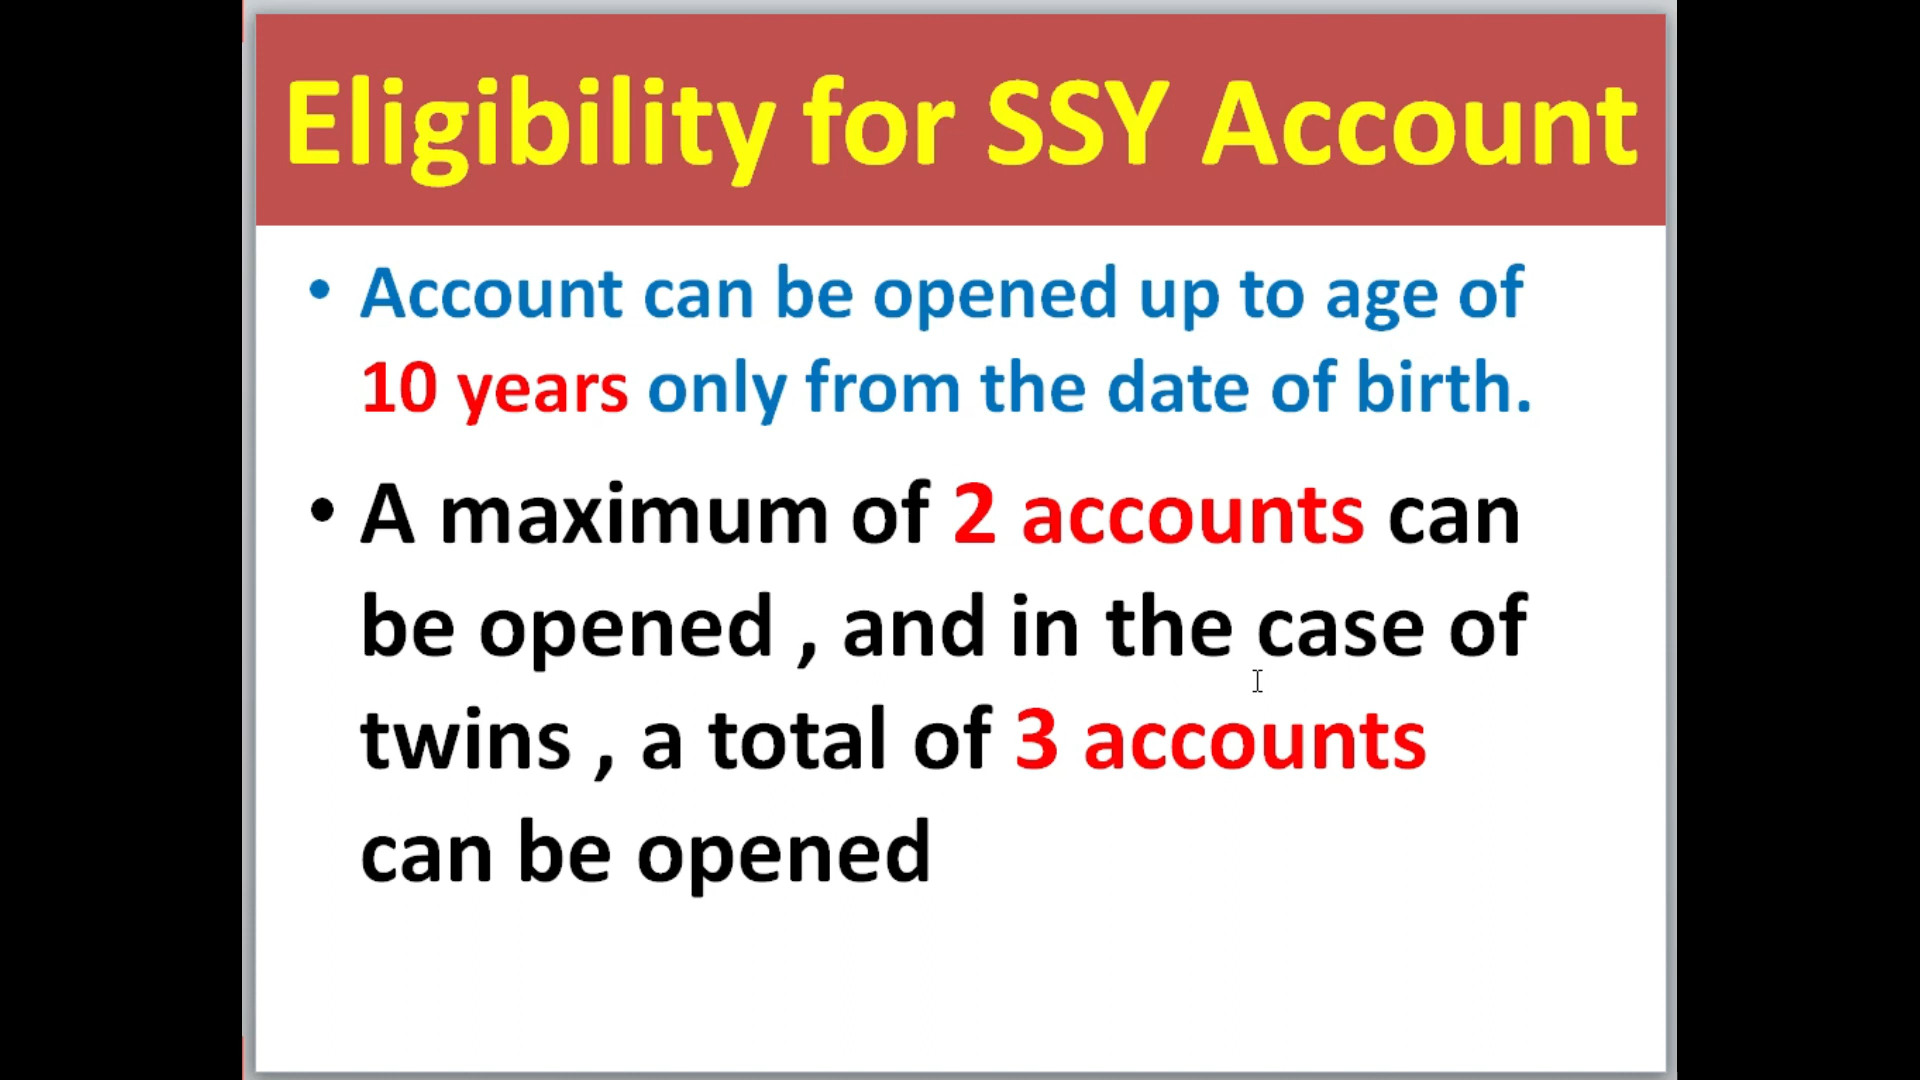 Eligibility for SSY Account
• Account can be opened up to age of
10 years only from the date of birth.
• A maximum of 2 accounts can
be opened , and in the case of
twins , a total of 3 accounts
can be opened